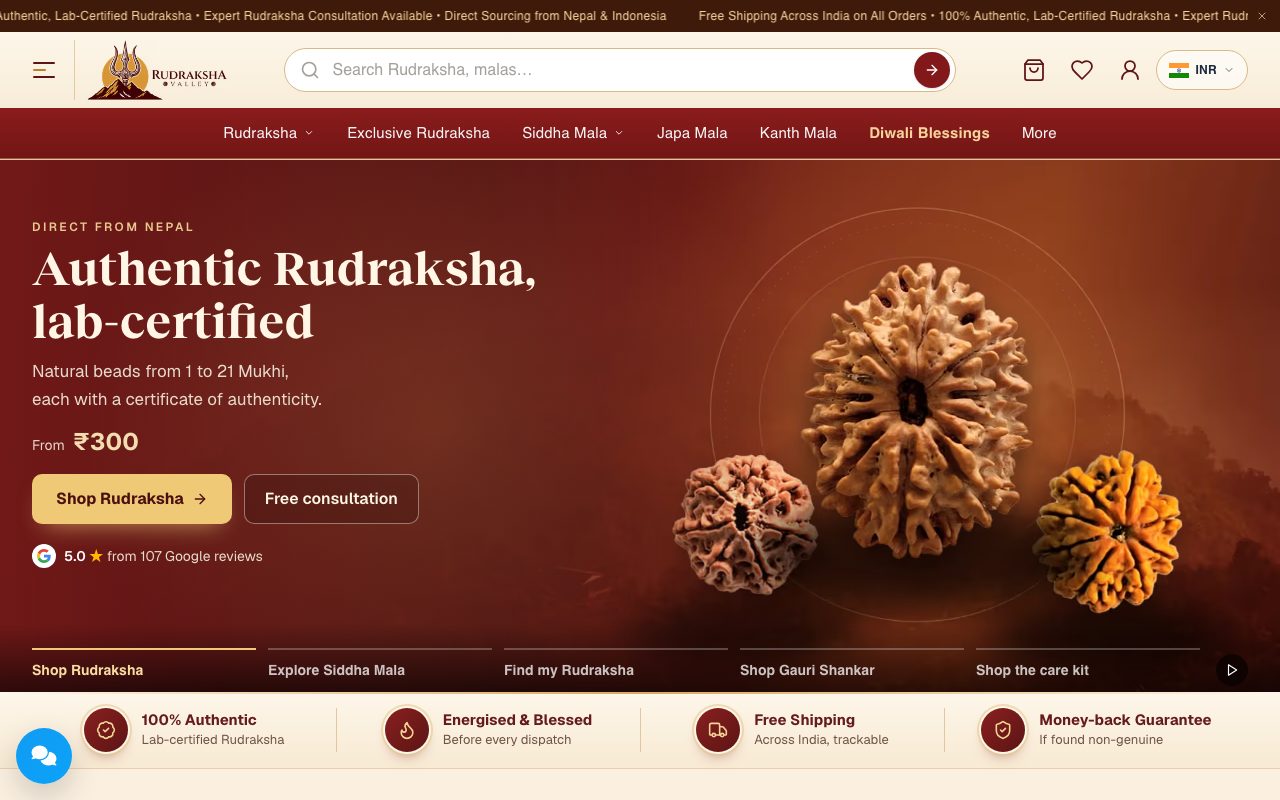 Authentic, Lab-Certified Rudraksha • Expert Rudraksha Consultation Available • Direct Sourcing from Nepal & Indonesia
Free Shipping Across India on All Orders • 100% Authentic, Lab-Certified Rudraksha • Expert Rudr
RUDRAKSHA
VALLEY
Search Rudraksha, malas...
INR
Rudraksha
Exclusive Rudraksha
Siddha Mala
Japa Mala
Kanth Mala
Diwali Blessings
More
DIRECT FROM NEPAL
Authentic Rudraksha,
lab-certified
Natural beads from 1 to 21 Mukhi,
each with a certificate of authenticity.
From ₹300
Shop Rudraksha
Free consultation
5.0 ★ from 107 Google reviews
Shop Rudraksha
Explore Siddha Mala
Find my Rudraksha
Shop Gauri Shankar
Shop the care kit
100% Authentic
Lab-certified Rudraksha
Energised & Blessed
Before every dispatch
Free Shipping
Across India, trackable
Money-back Guarantee
If found non-genuine